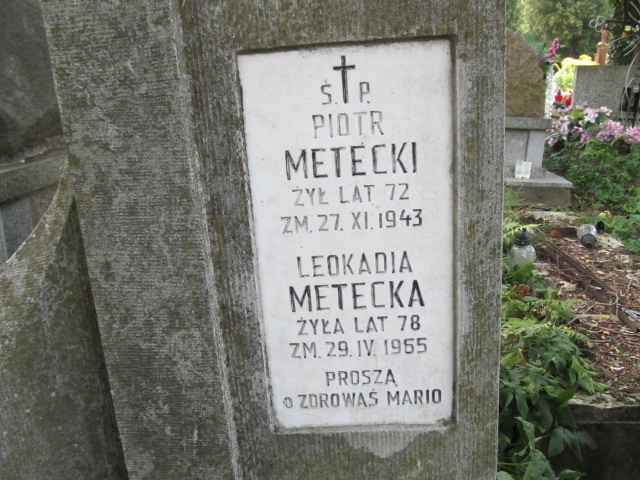 Ś. P.
PIOTR
METECKI
ŻYŁ LAT 72
ZM. 27. XI. 1943
LEOKADIA
METECKA
ŻYŁA LAT 78
ZM. 29. IV. 1955
PROSZĄ
O ZDROWAŚ MARIO